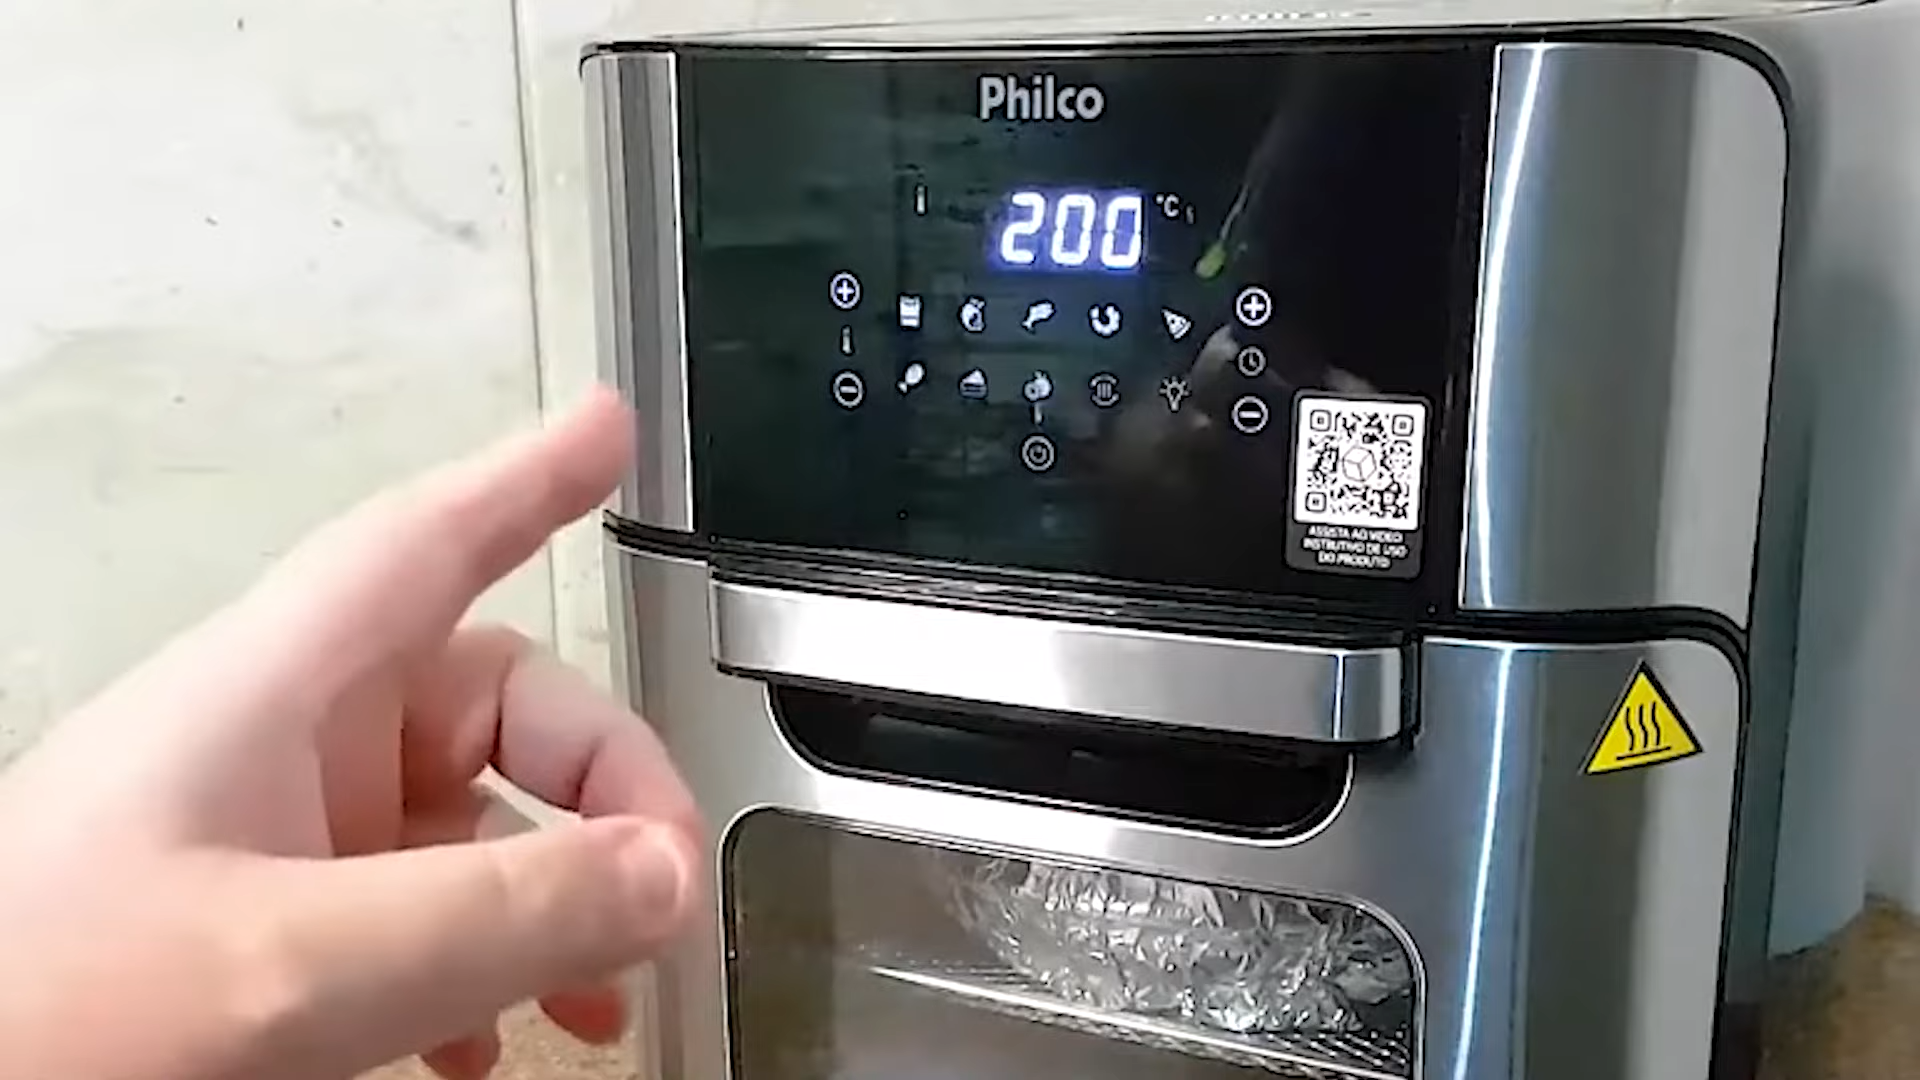 Philco
200 °C
ASSISTA AO VÍDEO
INSTRUTIVO DE USO
DO PRODUTO